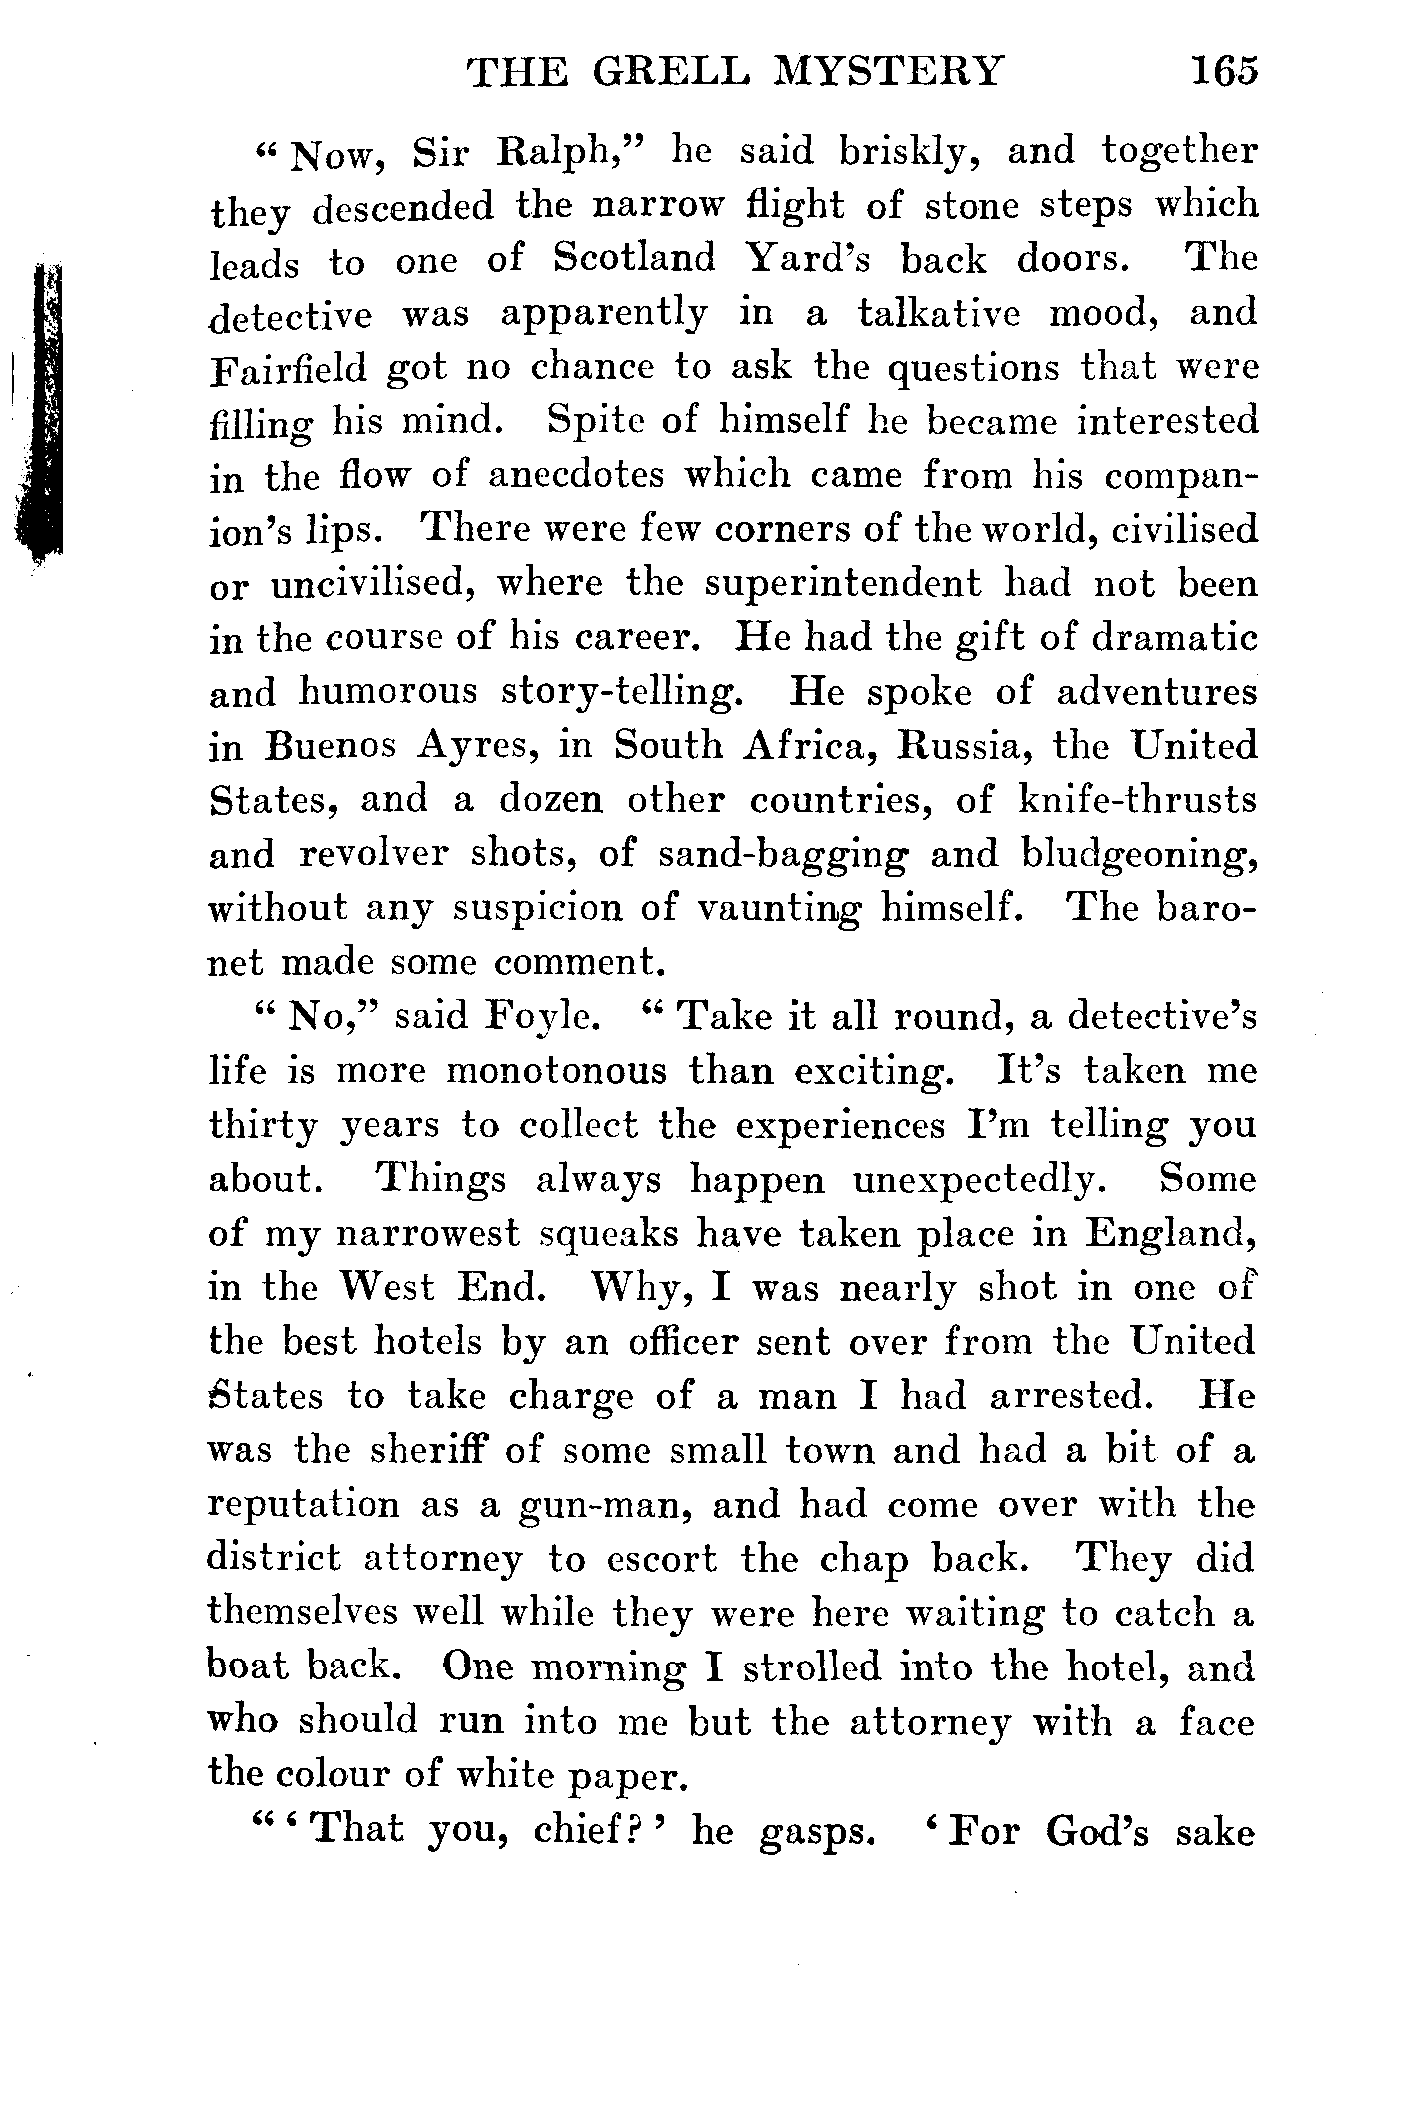 THE GRELL MYSTERY 165
“ Now, Sir Ralph,” he said briskly, and together
they descended the narrow flight of stone steps which
leads to one of Scotland Yard’s back doors. The
detective was apparently in a talkative mood, and
Fairfield got no chance to ask the questions that were
filling his mind. Spite of himself he became interested
in the flow of anecdotes which came from his compan-
ion’s lips. There were few corners of the world, civilised
or uncivilised, where the superintendent had not been
in the course of his career. He had the gift of dramatic
and humorous story-telling. He spoke of adventures
in Buenos Ayres, in South Africa, Russia, the United
States, and a dozen other countries, of knife-thrusts
and revolver shots, of sand-bagging and bludgeoning,
without any suspicion of vaunting himself. The baro-
net made some comment.
“ No,” said Foyle. “ Take it all round, a detective’s
life is more monotonous than exciting. It’s taken me
thirty years to collect the experiences I’m telling you
about. Things always happen unexpectedly. Some
of my narrowest squeaks have taken place in England,
in the West End. Why, I was nearly shot in one of
the best hotels by an officer sent over from the United
States to take charge of a man I had arrested. He
was the sheriff of some small town and had a bit of a
reputation as a gun-man, and had come over with the
district attorney to escort the chap back. They did
themselves well while they were here waiting to catch a
boat back. One morning I strolled into the hotel, and
who should run into me but the attorney with a face
the colour of white paper.
“ ‘ That you, chief? ’ he gasps. ‘ For God’s sake